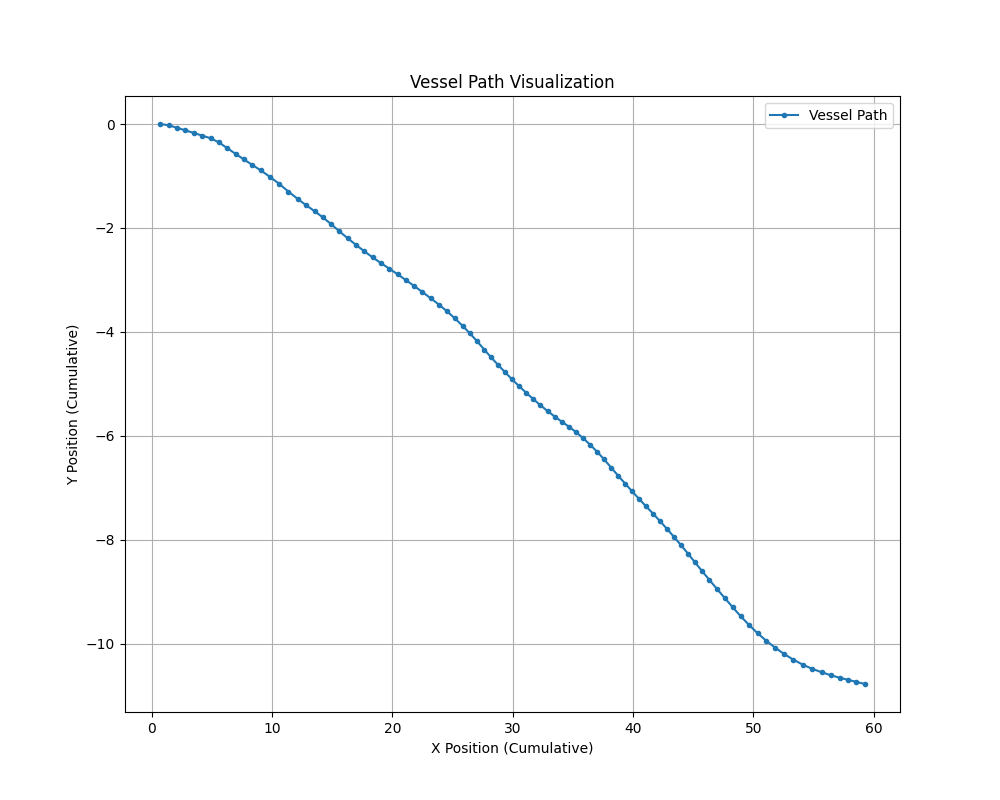 Vessel Path Visualization
Vessel Path
0
−2
−4
−6
−8
−10
Y Position (Cumulative)
0 10 20 30 40 50 60
X Position (Cumulative)